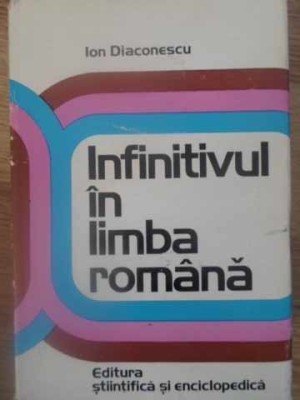 Ion Diaconescu
Infinitivul
în
limba
română
Editura
științifică și enciclopedică